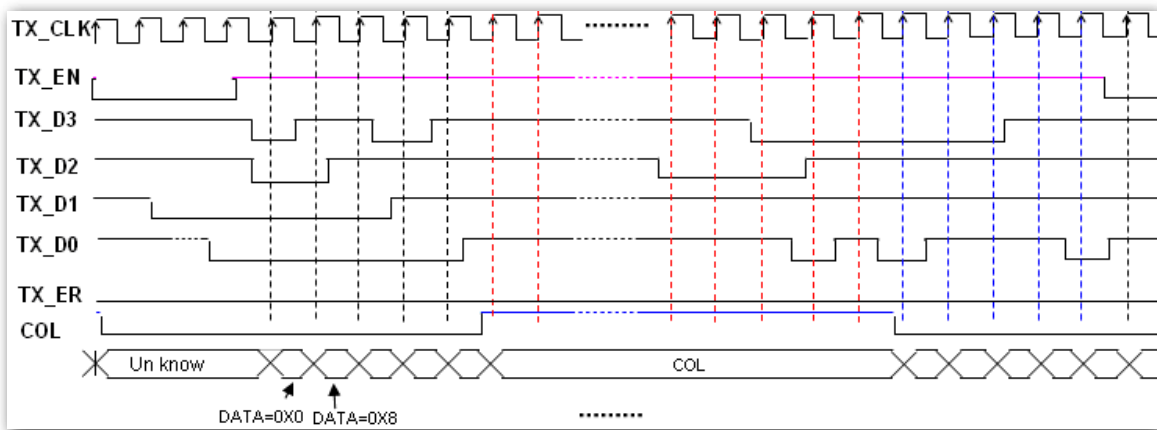 TX_CLK
TX_EN
TX_D3
TX_D2
TX_D1
TX_D0
TX_ER
COL
Un know COL
DATA=0X0 DATA=0X8